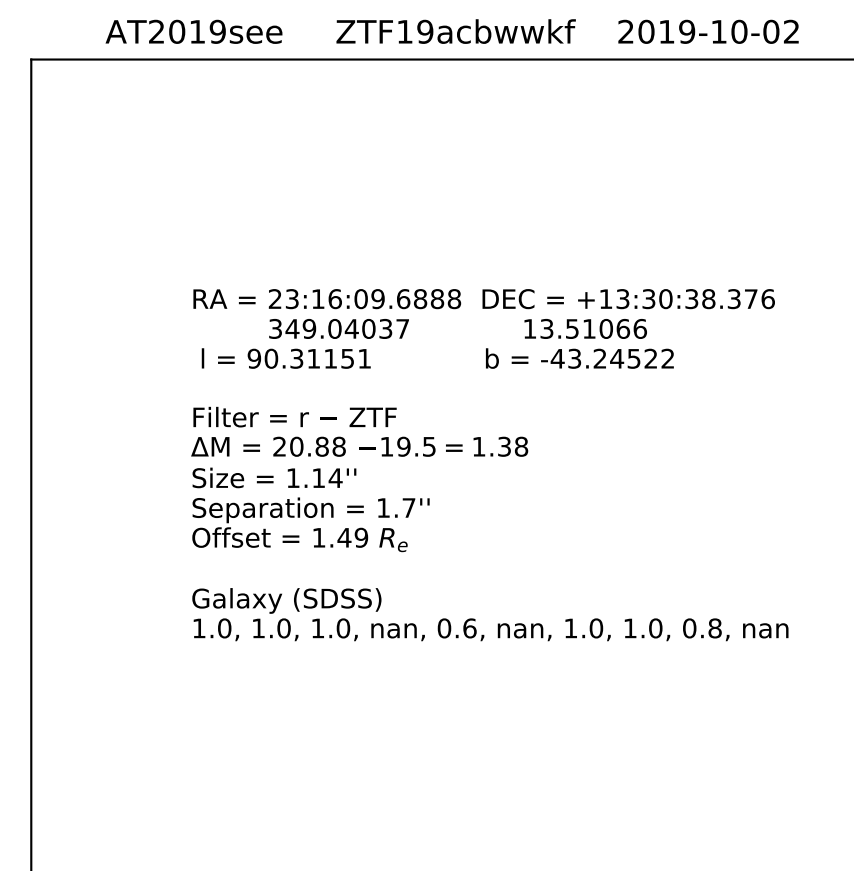 AT2019see ZTF19acbwwkf 2019-10-02
RA = 23:16:09.6888 DEC = +13:30:38.376
349.04037 13.51066
l = 90.31151 b = -43.24522
Filter = r − ZTF
ΔM = 20.88 −19.5 = 1.38
Size = 1.14''
Separation = 1.7''
Offset = 1.49 Rₑ
Galaxy (SDSS)
1.0, 1.0, 1.0, nan, 0.6, nan, 1.0, 1.0, 0.8, nan